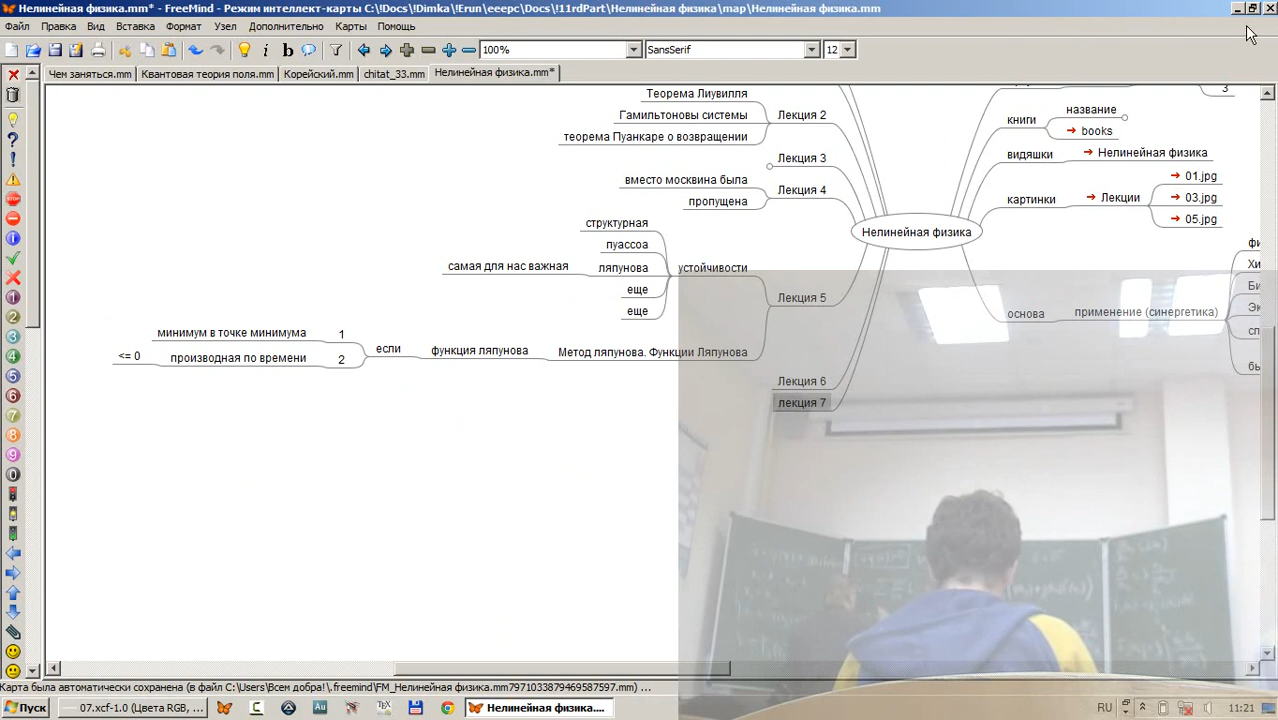 Нелинейная физика.mm* - FreeMind - Режим интеллект-карты C:\!Docs\!Dimka\!Erun\eeepc\Docs\!11rdPart\Нелинейная физика\map\Нелинейная физика.mm
Файл Правка Вид Вставка Формат Узел Дополнительно Карты Помощь
100% SansSerif 12
Чем заняться.mm Квантовая теория поля.mm Корейский.mm chitat_33.mm Нелинейная физика.mm*
Теорема Лиувилля
Гамильтоновы системы
теорема Пуанкаре о возвращении
Лекция 2
Лекция 3
вместо москвина была
пропущена
Лекция 4
структурная
пуассоа
самая для нас важная
ляпунова
еще
еще
устойчивости
Лекция 5
минимум в точке минимума
1
<= 0
производная по времени
2
если
функция ляпунова
Метод ляпунова. Функции Ляпунова
Лекция 6
лекция 7
Нелинейная физика
3
книги
название
books
видяшки
Нелинейная физика
картинки
Лекции
01.jpg
03.jpg
05.jpg
основа
применение (синергетика)
Карта была автоматически сохранена (в файл C:\Users\Всем добра!\.freemind\FM_Нелинейная физика.mm7971033879469587597.mm) ...
Пуск 07.xcf-1.0 (Цвета RGB, ... Нелинейная физика.mm... RU 11:21